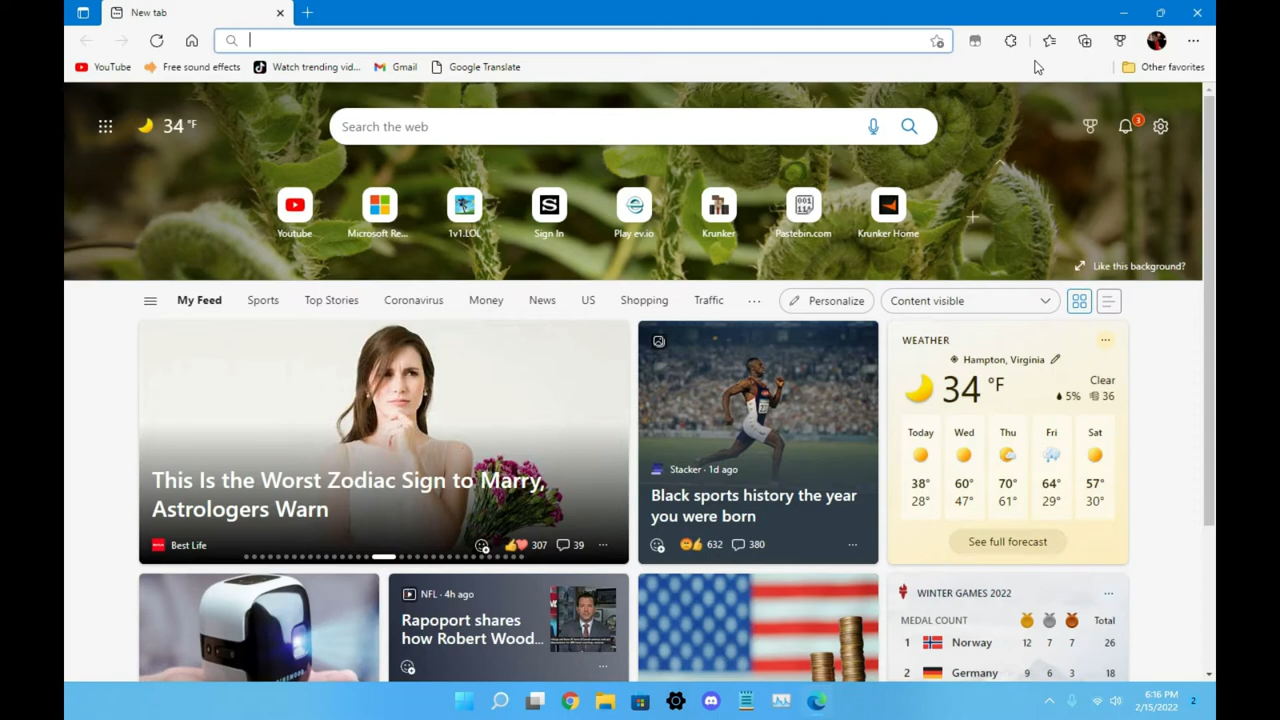 New tab
YouTube
Free sound effects
Watch trending vid...
Gmail
Google Translate
Other favorites
34 °F
Search the web
3
Youtube
Microsoft Re...
1v1.LOL
Sign In
Play ev.io
Krunker
Pastebin.com
Krunker Home
Like this background?
My Feed
Sports
Top Stories
Coronavirus
Money
News
US
Shopping
Traffic
Personalize
Content visible
This Is the Worst Zodiac Sign to Marry,
Astrologers Warn
Best Life
307
39
Stacker · 1d ago
Black sports history the year
you were born
632
380
WEATHER
Hampton, Virginia
34 °F
Clear
5%
36
Today Wed Thu Fri Sat
38° 60° 70° 64° 57°
28° 47° 61° 29° 30°
See full forecast
NFL · 4h ago
Rapoport shares
how Robert Wood...
WINTER GAMES 2022
MEDAL COUNT Total
1 Norway 12 7 7 26
2 Germany 9 6 3 18
6:16 PM
2/15/2022
2